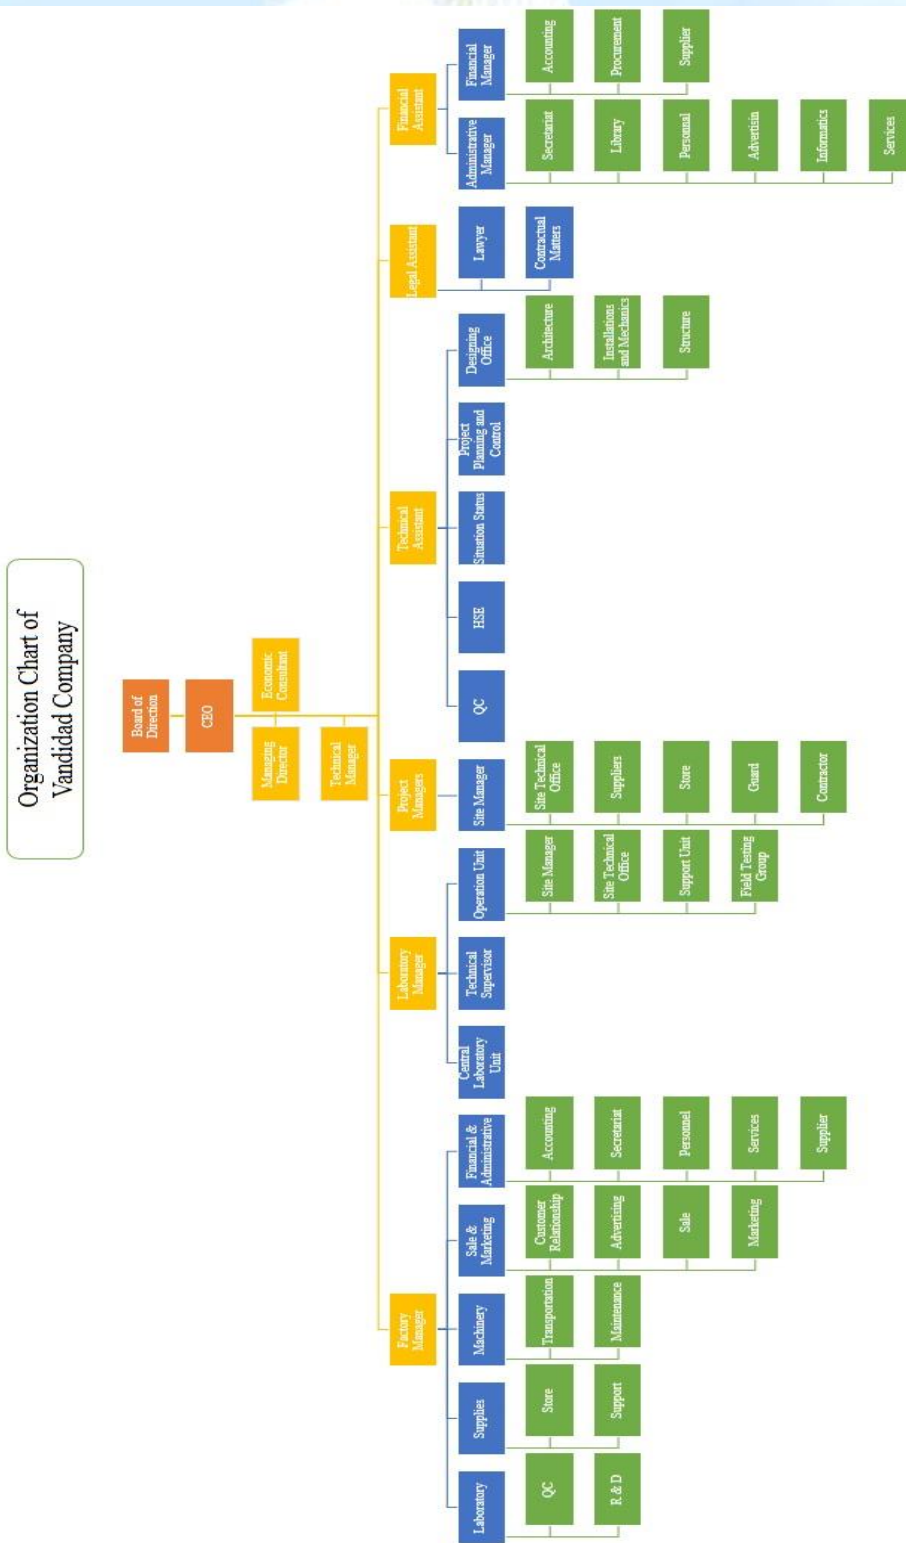 Organization Chart of
Vandidad Company
Board of
Direction
CEO
Managing
Director
Economic
Consultant
Technical
Manager
Factory
Manager
Laboratory
Manager
Project
Managers
Technical
Assistant
Legal Assistant
Financial
Assistant
Laboratory
QC
R & D
Supplies
Store
Support
Machinery
Transportation
Maintenance
Sale &
Marketing
Customer
Relationship
Advertising
Sale
Marketing
Financial &
Administrative
Accounting
Secretariat
Personnel
Services
Supplier
Central
Laboratory
Unit
Technical
Supervisor
Operation Unit
Site Manager
Site Technical
Office
Support Unit
Field Testing
Group
Site Manager
Site Technical
Office
Suppliers
Store
Guard
Contractor
QC
HSE
Situation Status
Project
Planning and
Control
Designing
Office
Architecture
Installations
and Mechanics
Structure
Lawyer
Contractual
Matters
Administrative
Manager
Secretariat
Library
Personnal
Advertisin
Informatics
Services
Financial
Manager
Accounting
Procurement
Supplier